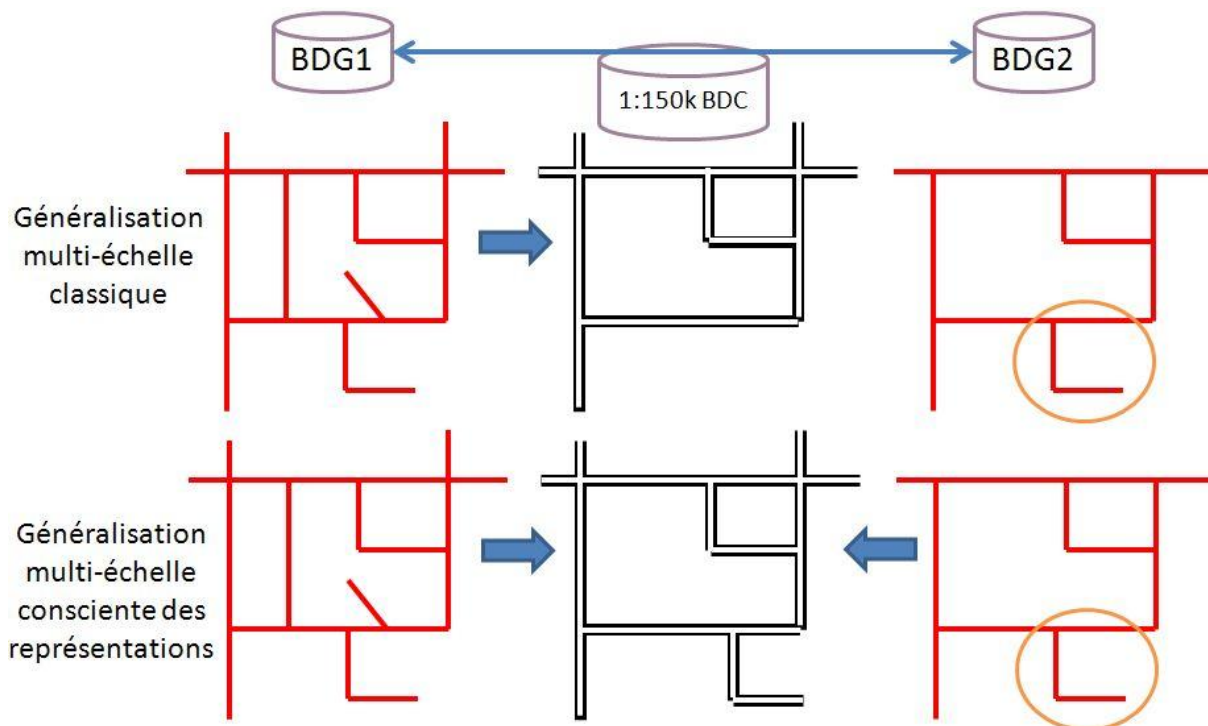 BDG1
BDG2
1:150k BDC
Généralisation
multi-échelle
classique
Généralisation
multi-échelle
consciente des
représentations